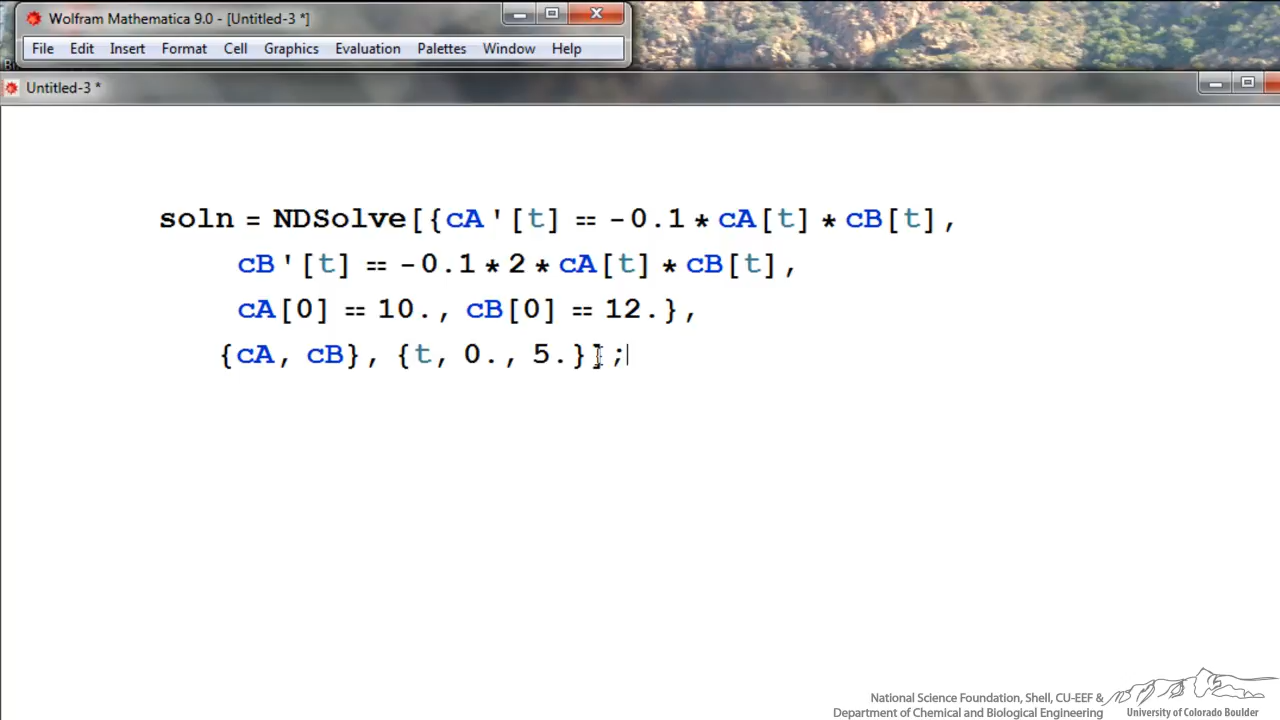 Wolfram Mathematica 9.0 - [Untitled-3 *]
File Edit Insert Format Cell Graphics Evaluation Palettes Window Help
Untitled-3 *
soln = NDSolve[{cA'[t] == -0.1 * cA[t] * cB[t],
cB'[t] == -0.1 * 2 * cA[t] * cB[t],
cA[0] == 10., cB[0] == 12.},
{cA, cB}, {t, 0., 5.}];
National Science Foundation, Shell, CU-EEF &
Department of Chemical and Biological Engineering
University of Colorado Boulder